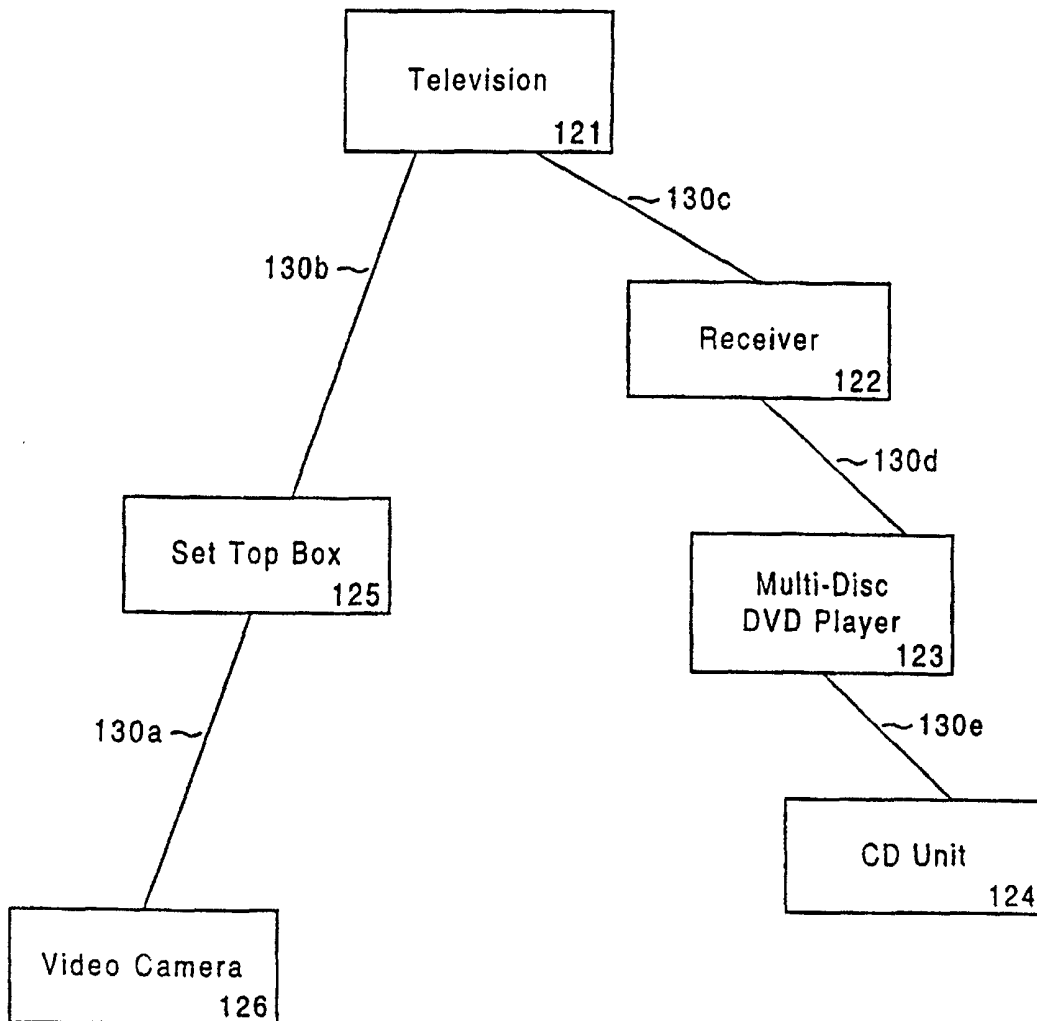 Television
121
130c
130b
Receiver
122
130d
Set Top Box
125
Multi-Disc
DVD Player
123
130a
130e
CD Unit
124
Video Camera
126